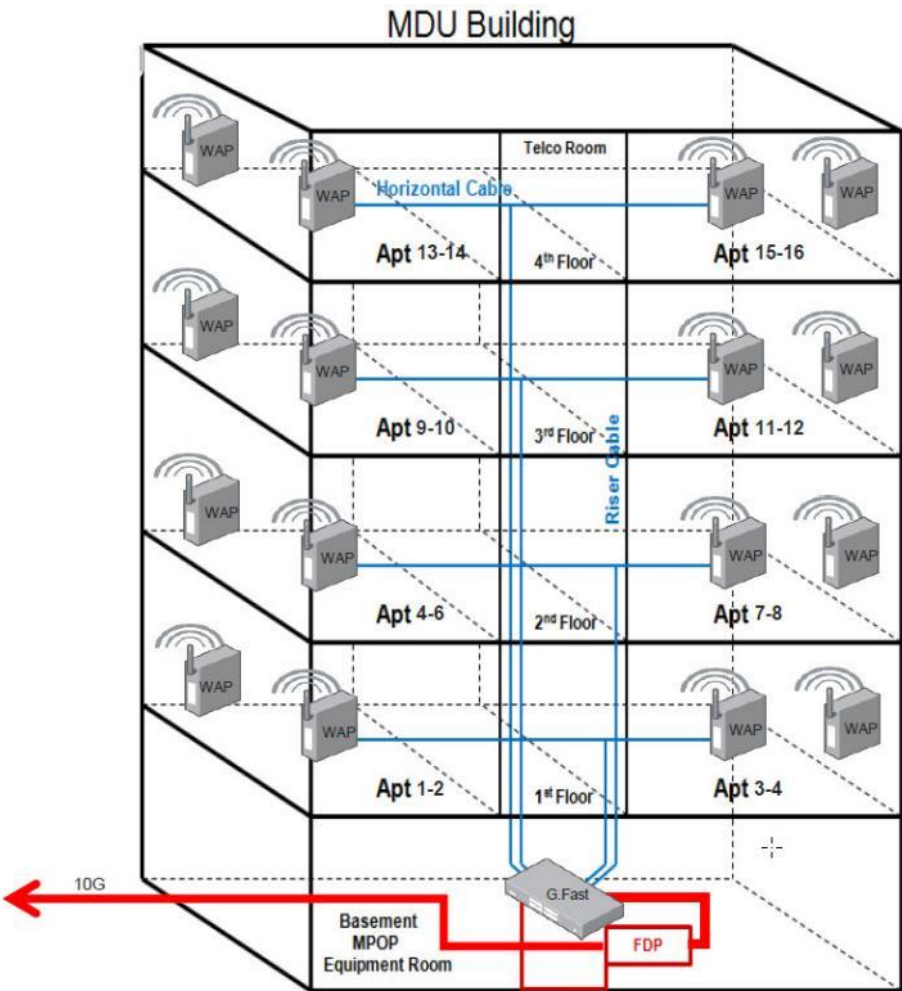 MDU Building
WAP
WAP
Telco Room
WAP
WAP
Horizontal Cable
Apt 13-14
4th Floor
Apt 15-16
WAP
WAP
WAP
WAP
Apt 9-10
3rd Floor
Apt 11-12
Riser Cable
WAP
WAP
WAP
WAP
Apt 4-6
2nd Floor
Apt 7-8
WAP
WAP
WAP
WAP
Apt 1-2
1st Floor
Apt 3-4
10G
G.Fast
Basement
MPOP
Equipment Room
FDP